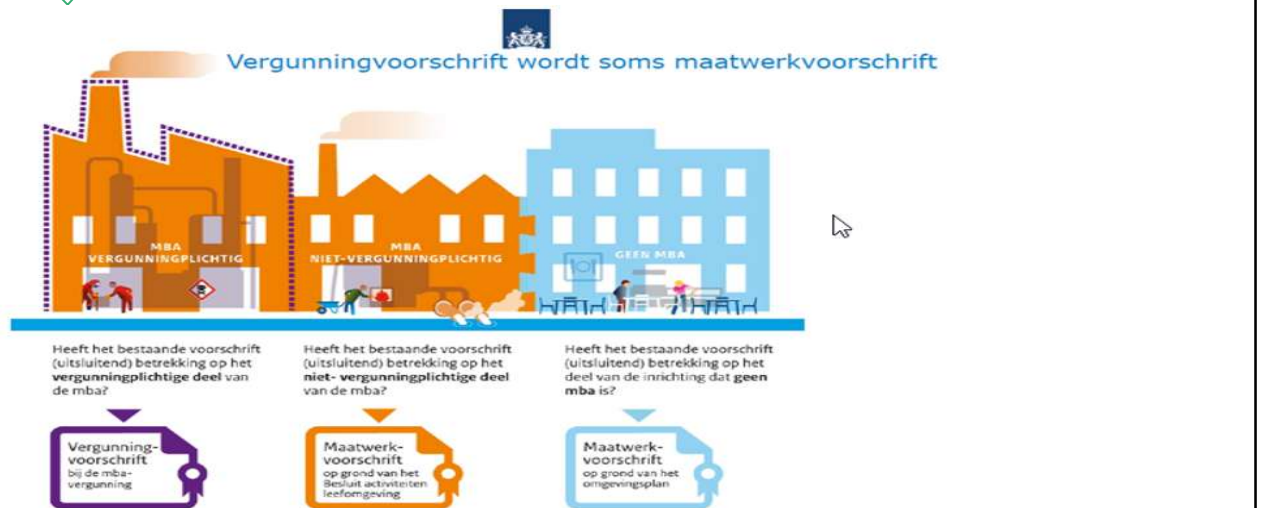 Vergunningvoorschrift wordt soms maatwerkvoorschrift
MBA
VERGUNNINGPLICHTIG
MBA
NIET-VERGUNNINGPLICHTIG
GEEN MBA
Heeft het bestaande voorschrift
(uitsluitend) betrekking op het
vergunningplichtige deel van
de mba?
Heeft het bestaande voorschrift
(uitsluitend) betrekking op het
niet- vergunningplichtige deel
van de mba?
Heeft het bestaande voorschrift
(uitsluitend) betrekking op het
deel van de inrichting dat geen
mba is?
Vergunning-
voorschrift
bij de mba-
vergunning
Maatwerk-
voorschrift
op grond van het
Besluit activiteiten
leefomgeving
Maatwerk-
voorschrift
op grond van het
omgevingsplan